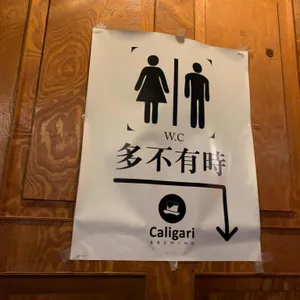 W.C
多不有時
Caligari
BREWING